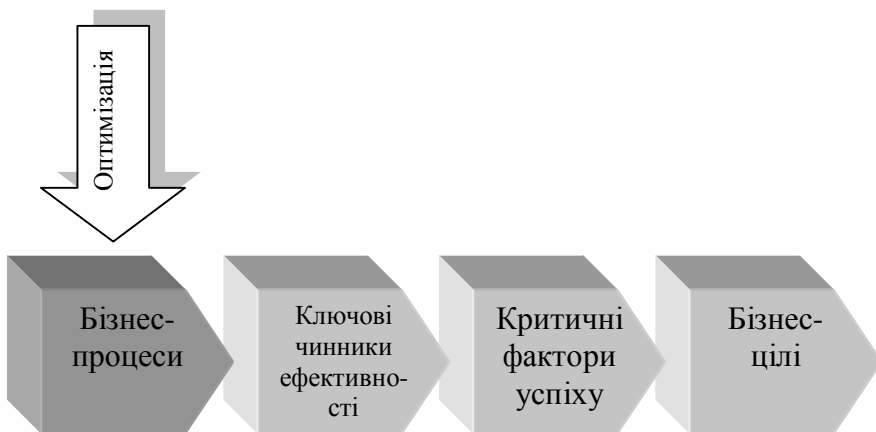 Оптимізація
Бізнес-
процеси
Ключові
чинники
ефективно-
сті
Критичні
фактори
успіху
Бізнес-
цілі